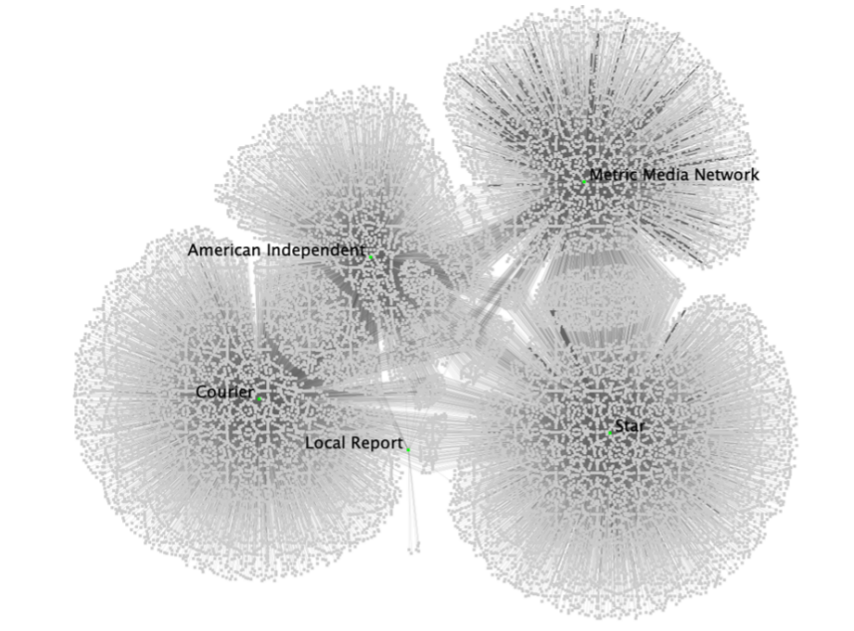 Metric Media Network
American Independent
Courier
Star
Local Report